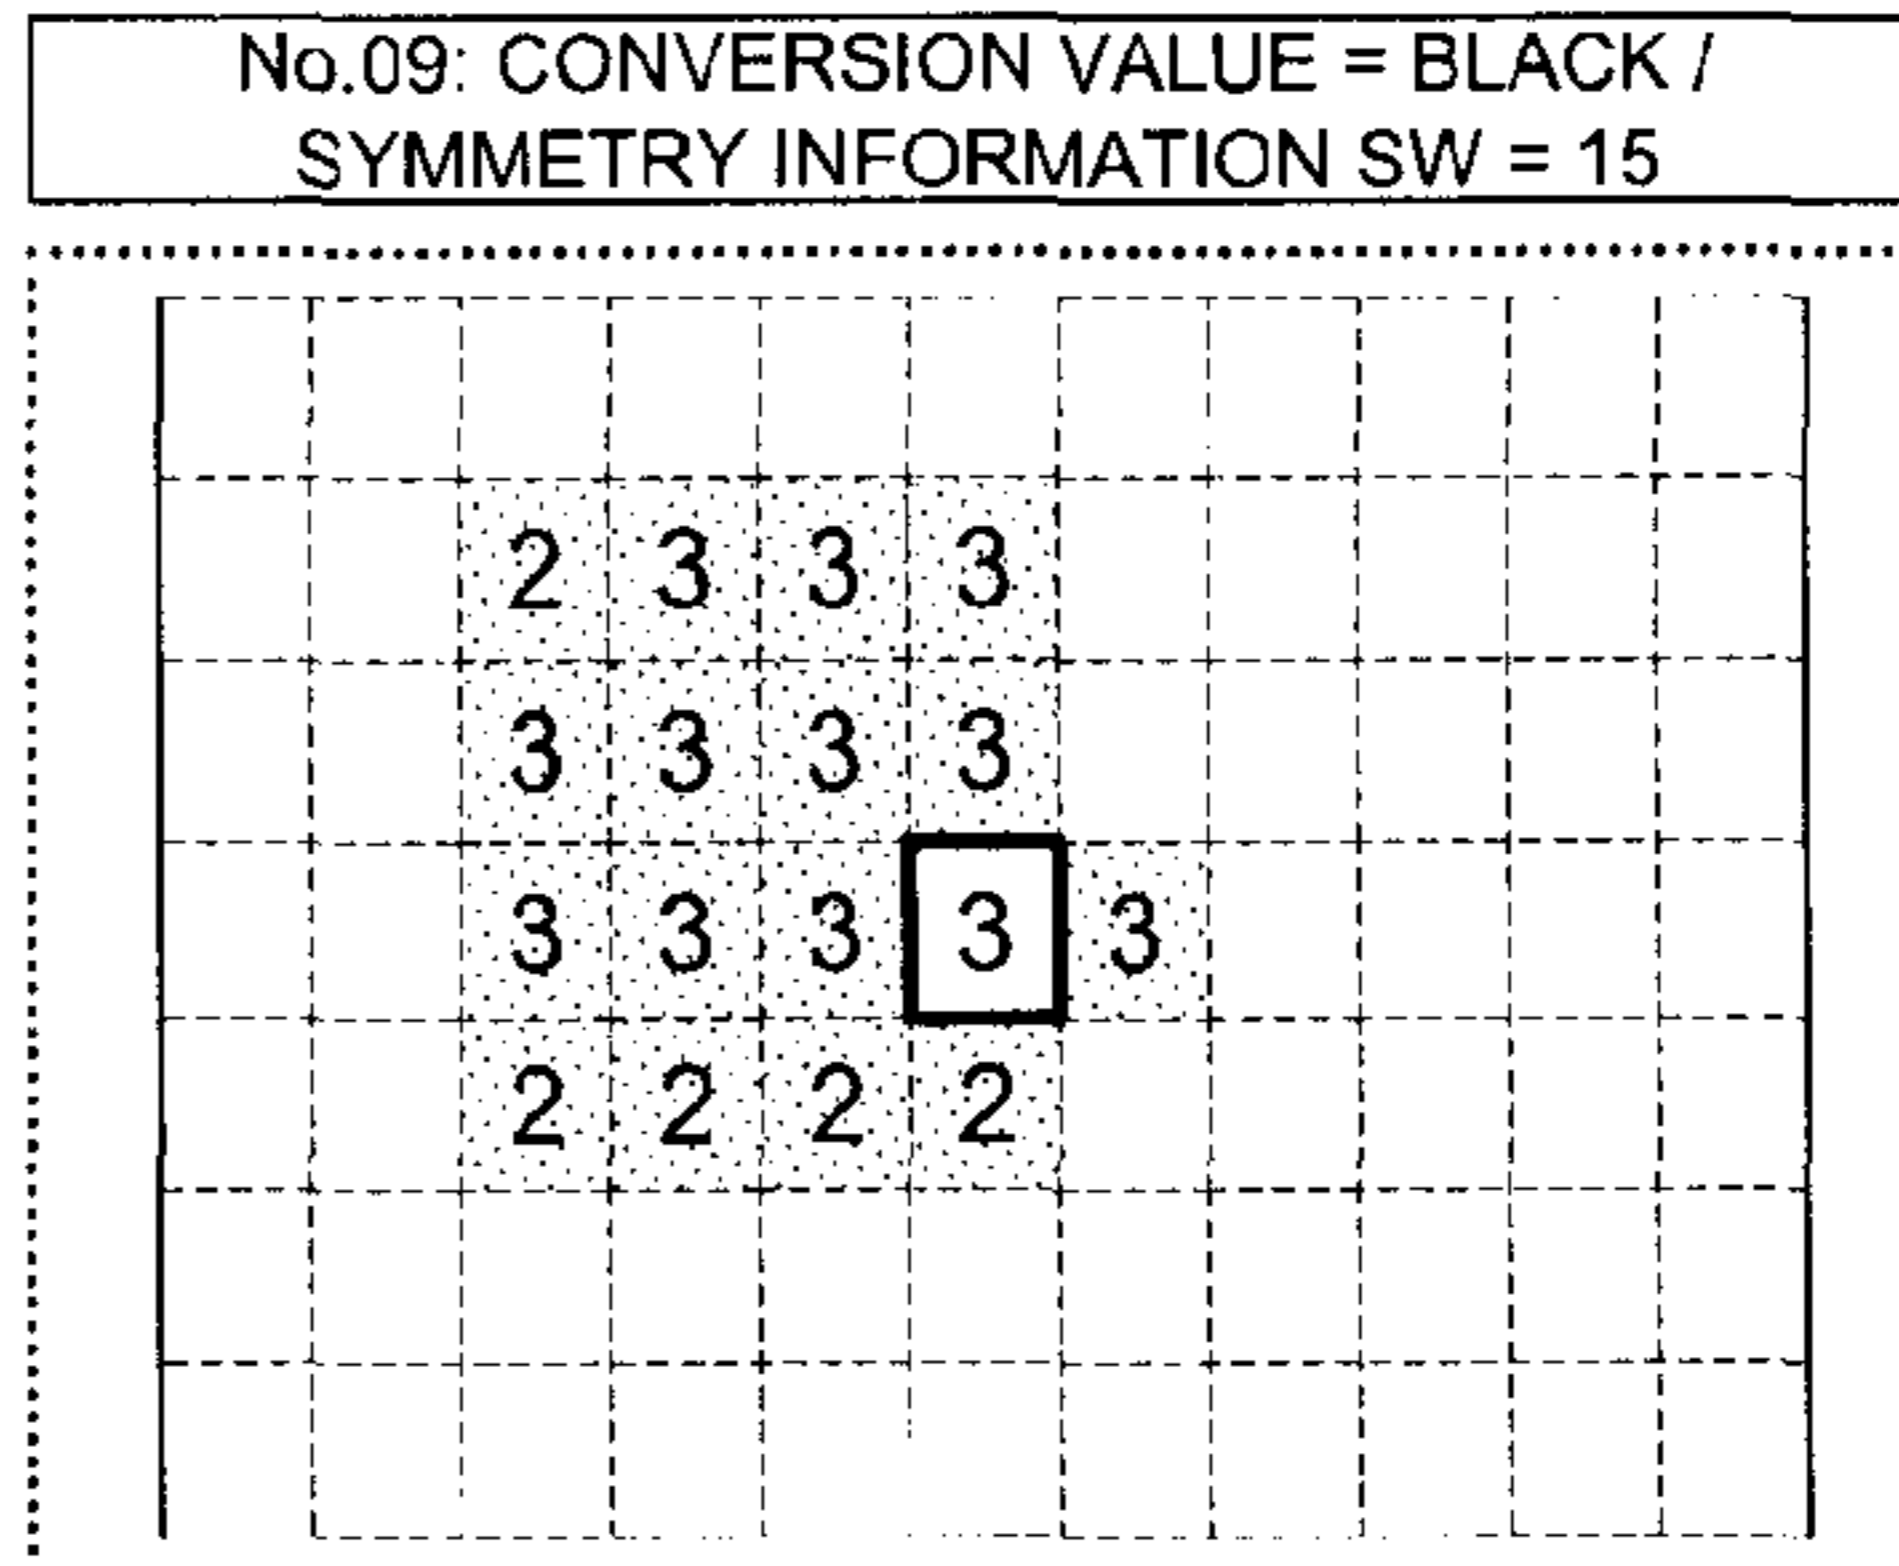 No.09: CONVERSION VALUE = BLACK /
SYMMETRY INFORMATION SW = 15
2 3 3 3
3 3 3 3
3 3 3 3 3
2 2 2 2